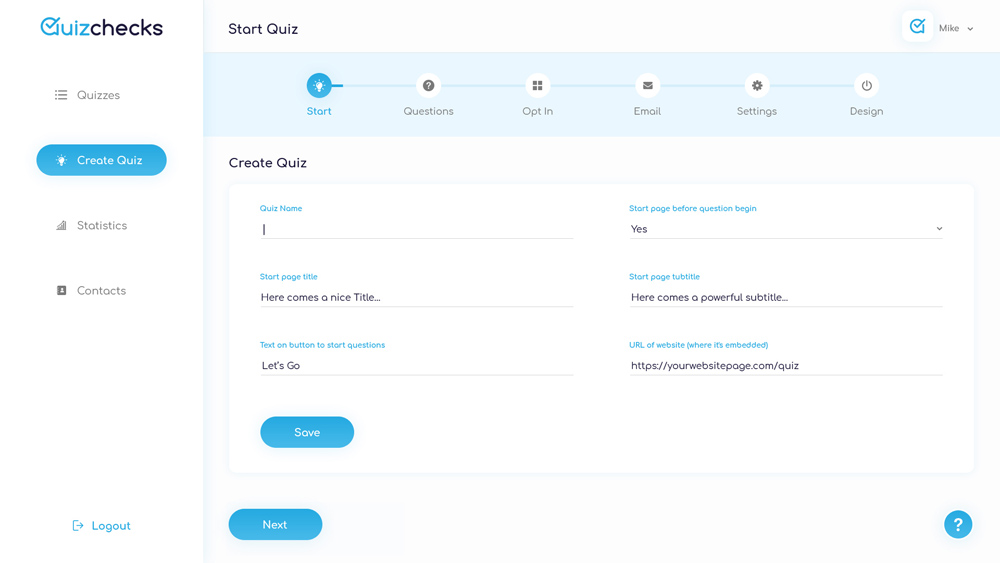 Quizchecks
Start Quiz
Mike
Quizzes
Create Quiz
Statistics
Contacts
Logout
Start
Questions
Opt In
Email
Settings
Design
Create Quiz
Quiz Name
Start page before question begin
Yes
Start page title
Start page tubtitle
Here comes a nice Title...
Here comes a powerful subtitle...
Text on button to start questions
URL of website (where it's embedded)
Let's Go
https://yourwebsitepage.com/quiz
Save
Next
?